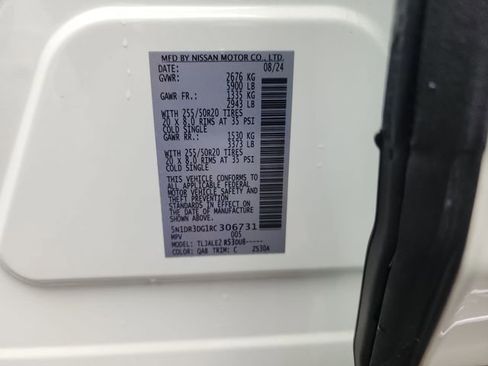 MFD BY NISSAN MOTOR CO., LTD.
DATE: 08/24
GVWR: 2676 KG
5900 LB
GAWR FR.: 1335 KG
2943 LB
WITH 255/50R20 TIRES
20 x 8.0 RIMS AT 35 PSI
COLD SINGLE
GAWR RR.: 1530 KG
3373 LB
WITH 255/50R20 TIRES
20 x 8.0 RIMS AT 35 PSI
COLD SINGLE
THIS VEHICLE CONFORMS TO
ALL APPLICABLE FEDERAL
MOTOR VEHICLE SAFETY AND
THEFT PREVENTION
STANDARDS IN EFFECT ON
THE DATE OF MANUFACTURE
SHOWN ABOVE
5N1DR3DG1RC306731
MPV 005
MODEL: TLJALEZ R53DU8-----
COLOR: QAB TRIM: C 2530A